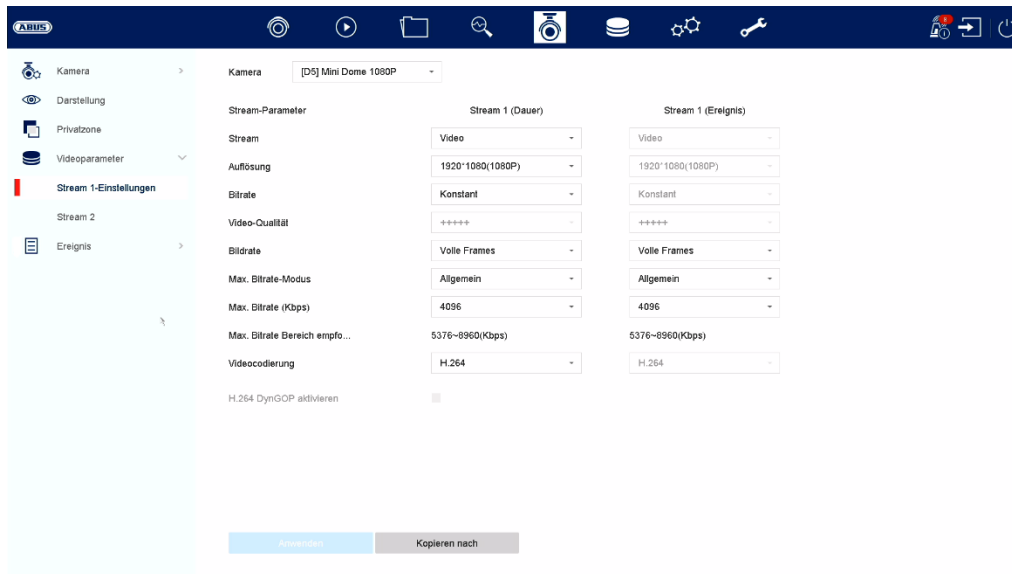 ABUS
6
Kamera
Darstellung
Privatzone
Videoparameter
Stream 1-Einstellungen
Stream 2
Ereignis
Kamera [D5] Mini Dome 1080P
Stream-Parameter Stream 1 (Dauer) Stream 1 (Ereignis)
Stream Video Video
Auflösung 1920*1080(1080P) 1920*1080(1080P)
Bitrate Konstant Konstant
Video-Qualität +++++ +++++
Bildrate Volle Frames Volle Frames
Max. Bitrate-Modus Allgemein Allgemein
Max. Bitrate (Kbps) 4096 4096
Max. Bitrate Bereich empfo... 5376~8960(Kbps) 5376~8960(Kbps)
Videocodierung H.264 H.264
H.264 DynGOP aktivieren
Anwenden Kopieren nach